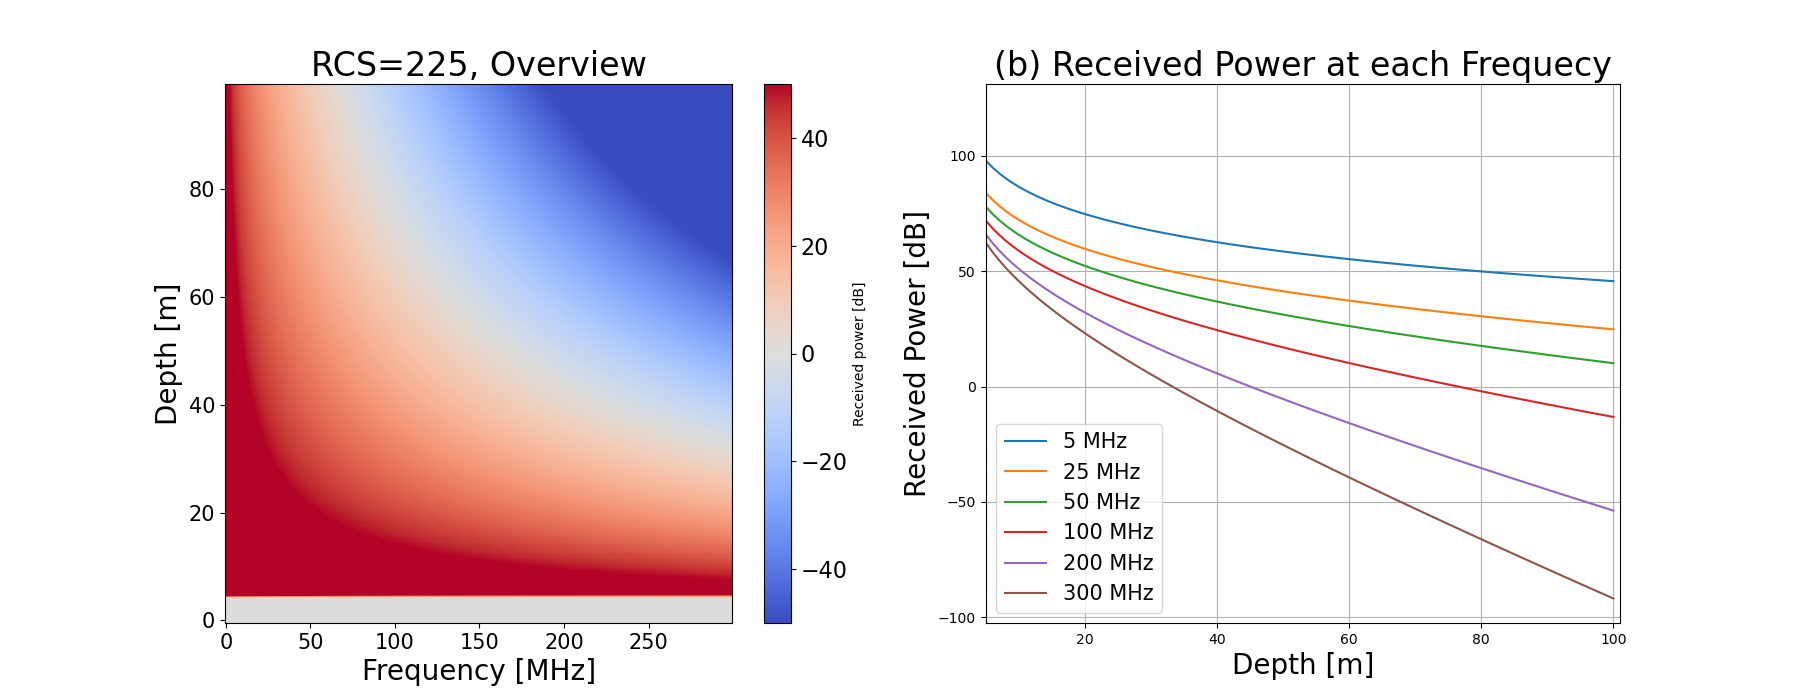 RCS=225, Overview
80
60
40
20
0
Depth [m]
0 50 100 150 200 250
Frequency [MHz]
40
20
0
−20
−40
Received power [dB]
(b) Received Power at each Frequecy
100
50
0
−50
−100
Received Power [dB]
5 MHz
25 MHz
50 MHz
100 MHz
200 MHz
300 MHz
20 40 60 80 100
Depth [m]